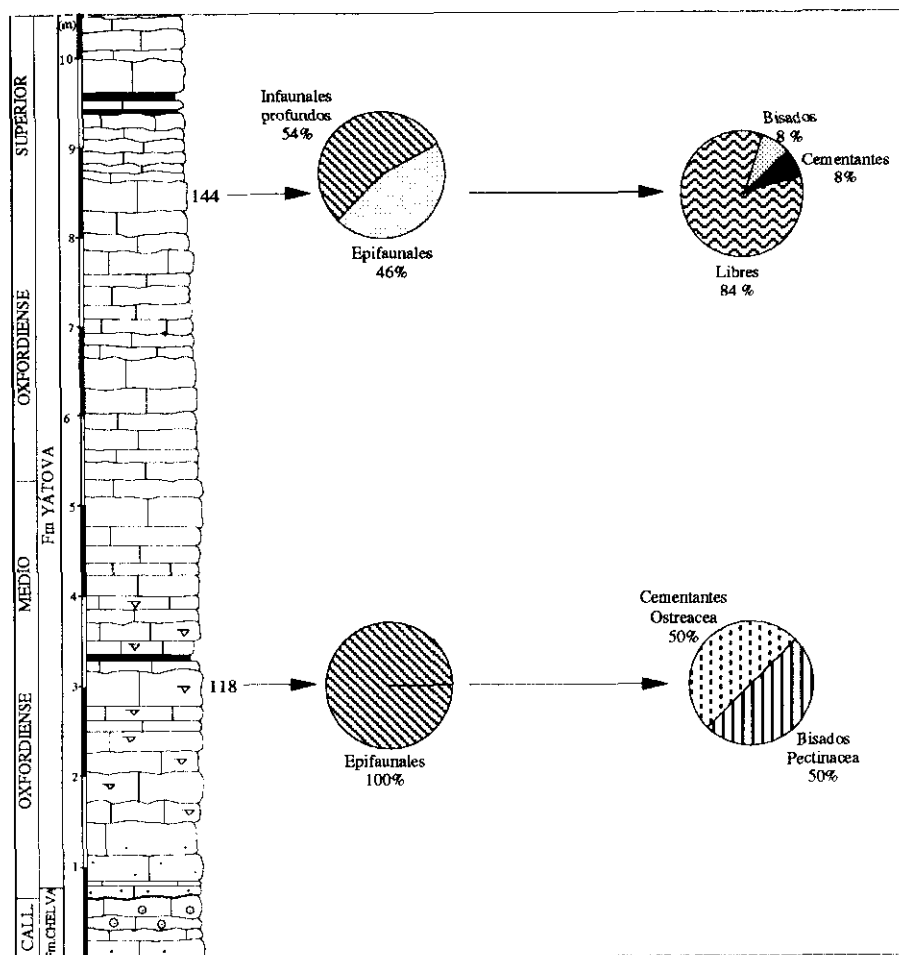 (m)
10
9
8
7
6
5
4
3
2
1
SUPERIOR
OXFORDIENSE
MEDIO
OXFORDIENSE
CALL.
Fm YATOVA
Fm.CHELVA
144
Infaunales
profundos
54%
Epifaunales
46%
Bisados
8 %
Cementantes
8%
Libres
84 %
118
Epifaunales
100%
Cementantes
Ostreacea
50%
Bisados
Pectinacea
50%